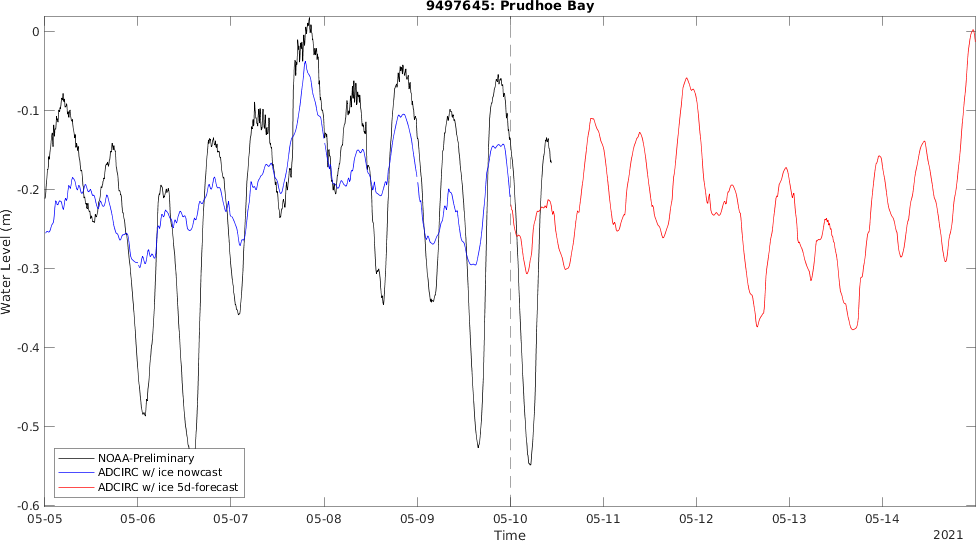 9497645: Prudhoe Bay
0
-0.1
-0.2
-0.3
-0.4
-0.5
-0.6
Water Level (m)
NOAA-Preliminary
ADCIRC w/ ice nowcast
ADCIRC w/ ice 5d-forecast
05-05 05-06 05-07 05-08 05-09 05-10 05-11 05-12 05-13 05-14
Time
2021